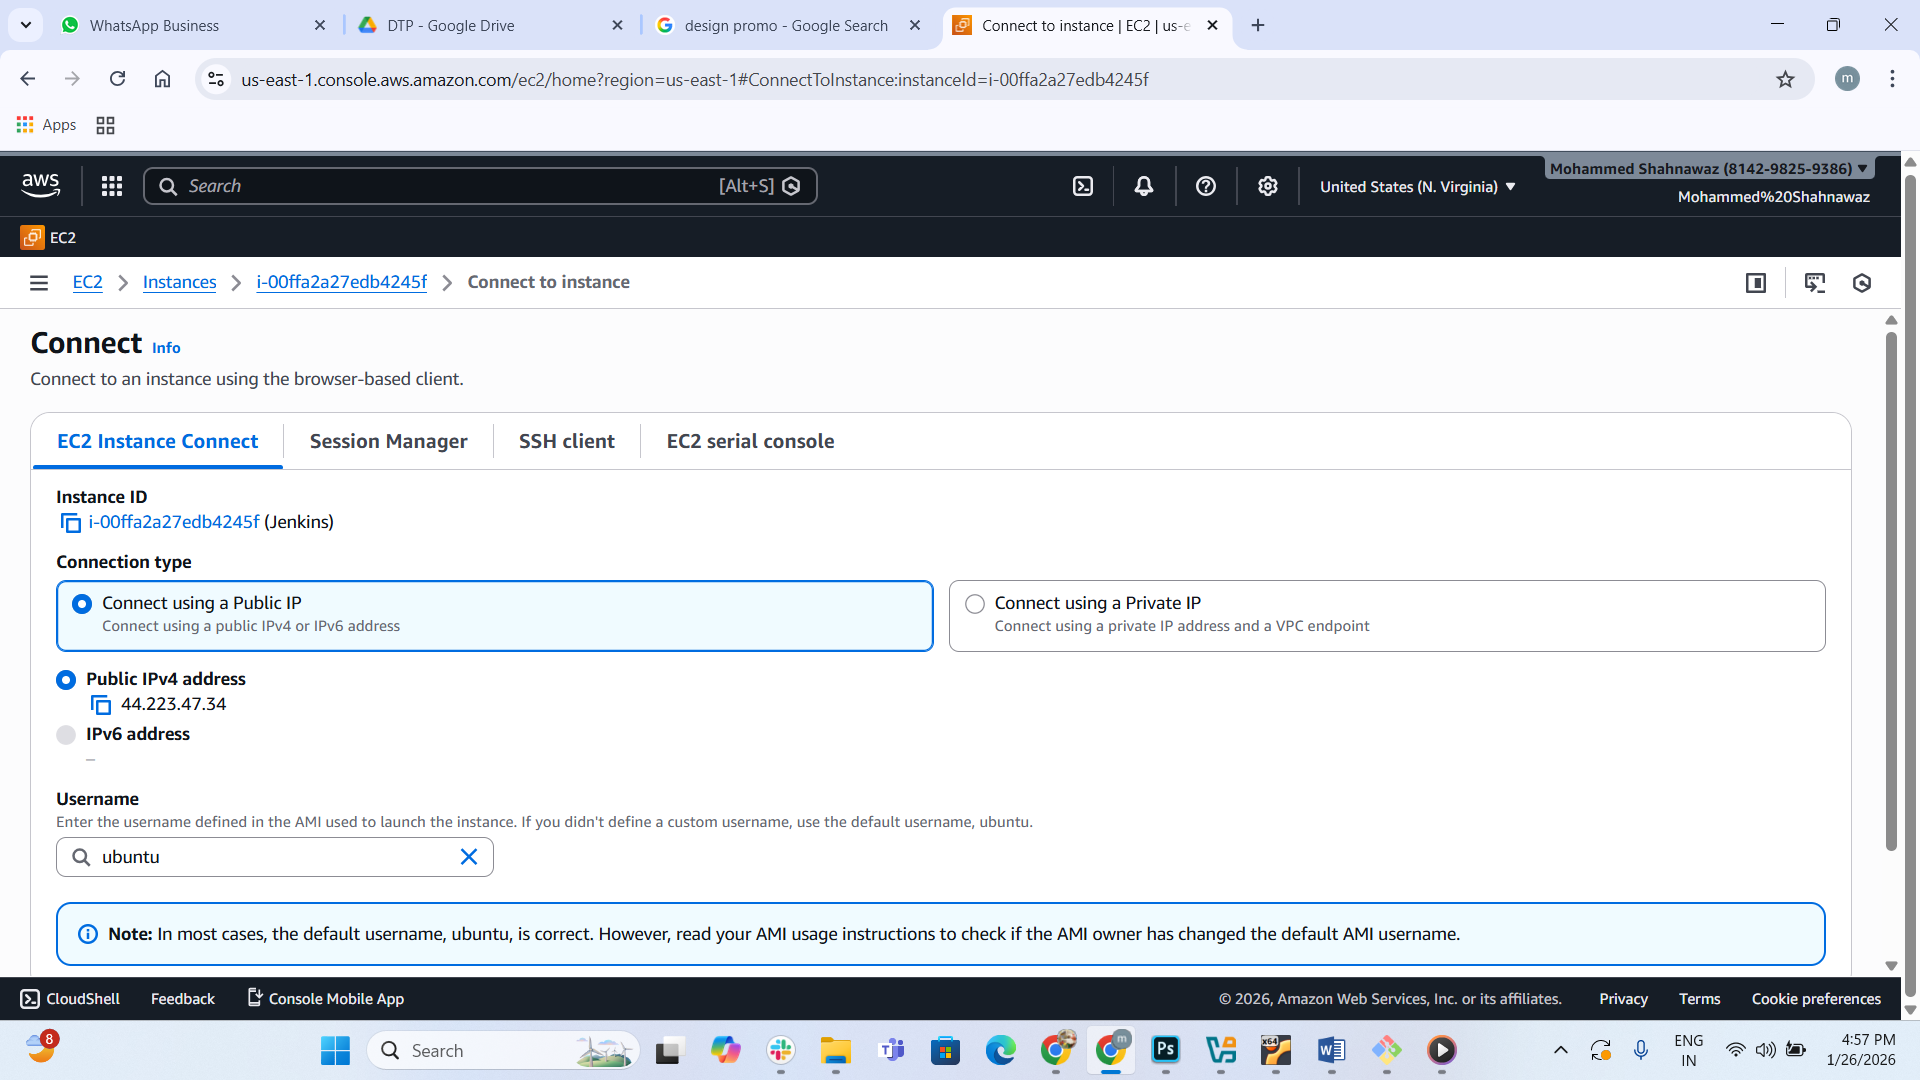 WhatsApp Business
DTP - Google Drive
design promo - Google Search
Connect to instance | EC2 | us-e
us-east-1.console.aws.amazon.com/ec2/home?region=us-east-1#ConnectToInstance:instanceId=i-00ffa2a27edb4245f
m
Apps
aws
Search
[Alt+S]
United States (N. Virginia)
Mohammed Shahnawaz (8142-9825-9386)
Mohammed%20Shahnawaz
EC2
EC2
Instances
i-00ffa2a27edb4245f
Connect to instance
Connect Info
Connect to an instance using the browser-based client.
EC2 Instance Connect
Session Manager
SSH client
EC2 serial console
Instance ID
i-00ffa2a27edb4245f (Jenkins)
Connection type
Connect using a Public IP
Connect using a public IPv4 or IPv6 address
Connect using a Private IP
Connect using a private IP address and a VPC endpoint
Public IPv4 address
44.223.47.34
IPv6 address
–
Username
Enter the username defined in the AMI used to launch the instance. If you didn't define a custom username, use the default username, ubuntu.
ubuntu
Note: In most cases, the default username, ubuntu, is correct. However, read your AMI usage instructions to check if the AMI owner has changed the default AMI username.
CloudShell
Feedback
Console Mobile App
© 2026, Amazon Web Services, Inc. or its affiliates.
Privacy
Terms
Cookie preferences
8
Search
m
Ps
x64
ENG
IN
4:57 PM
1/26/2026